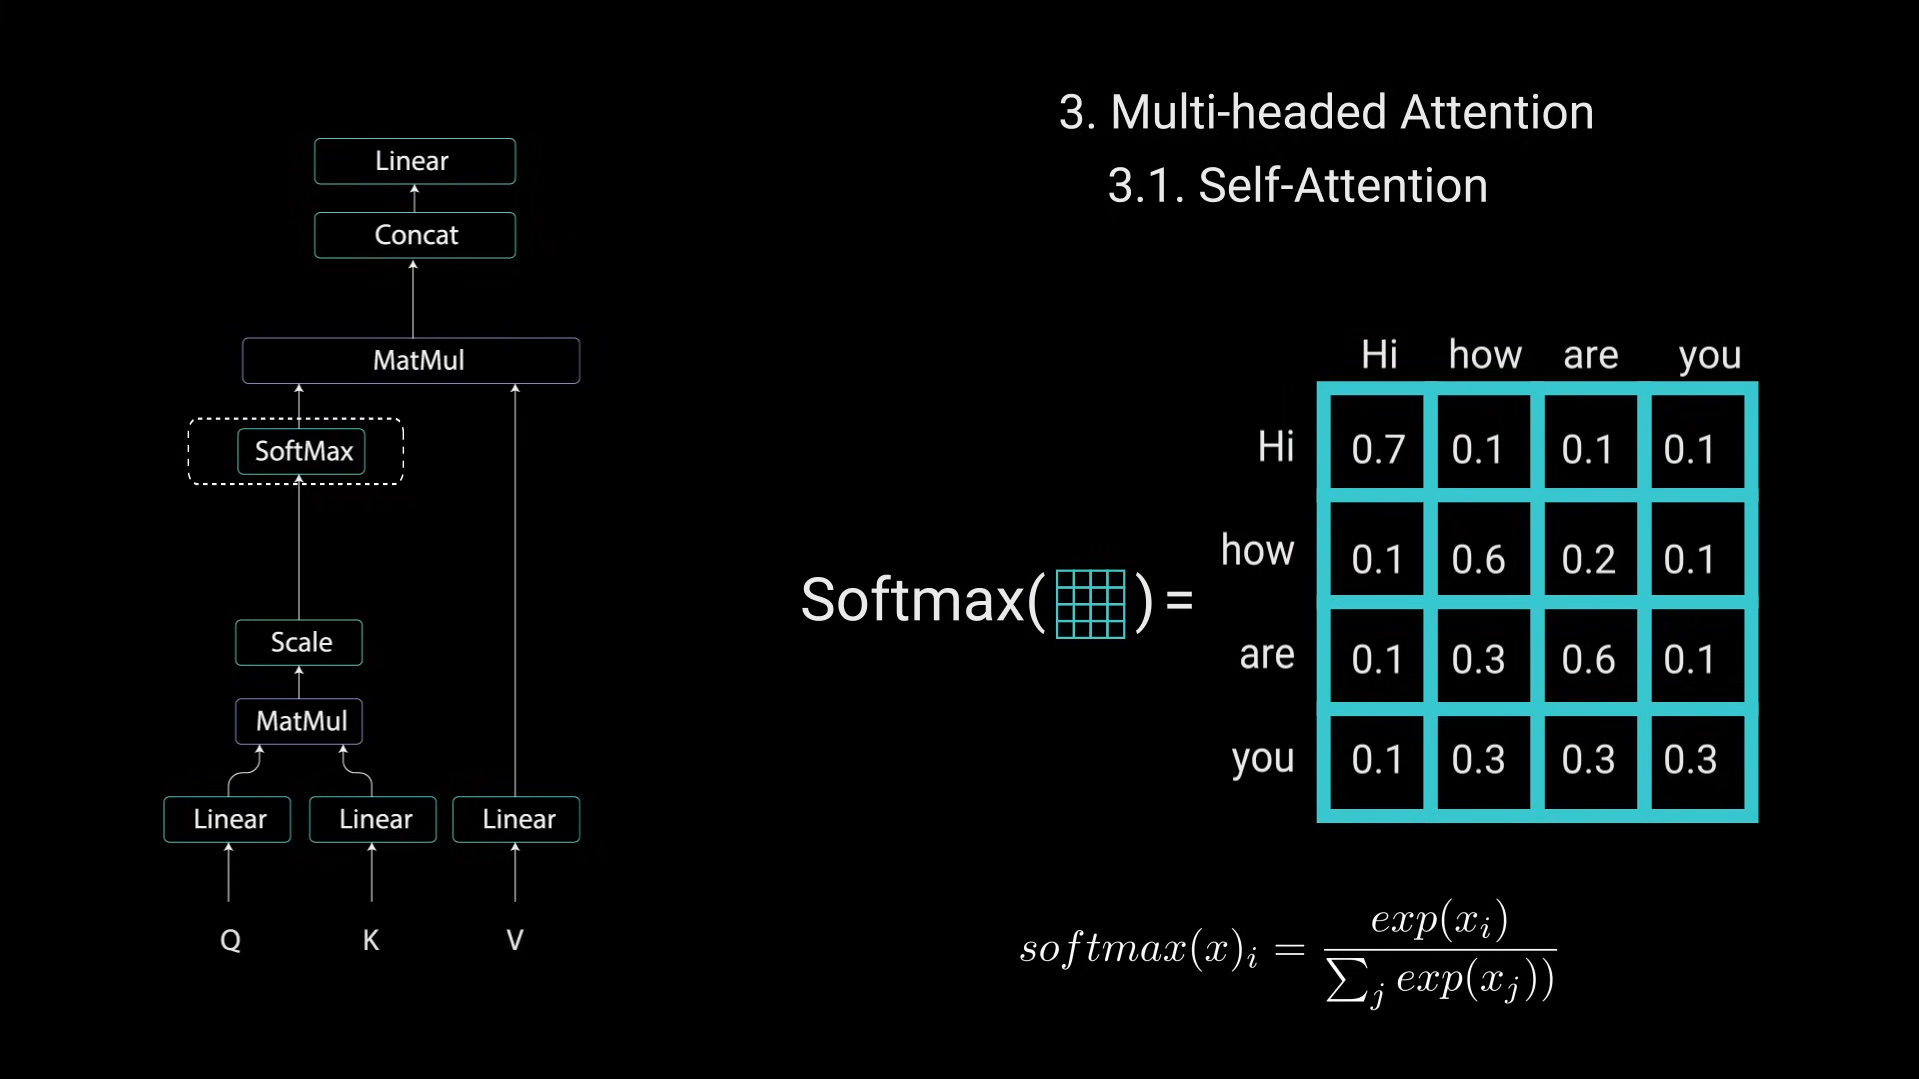 3. Multi-headed Attention
3.1. Self-Attention
Linear
Concat
MatMul
SoftMax
Scale
MatMul
Linear Linear Linear
Q K V
Softmax( ) =
Hi how are you
Hi 0.7 0.1 0.1 0.1
how 0.1 0.6 0.2 0.1
are 0.1 0.3 0.6 0.1
you 0.1 0.3 0.3 0.3
softmax(x)_i = exp(x_i) / ∑_j exp(x_j))